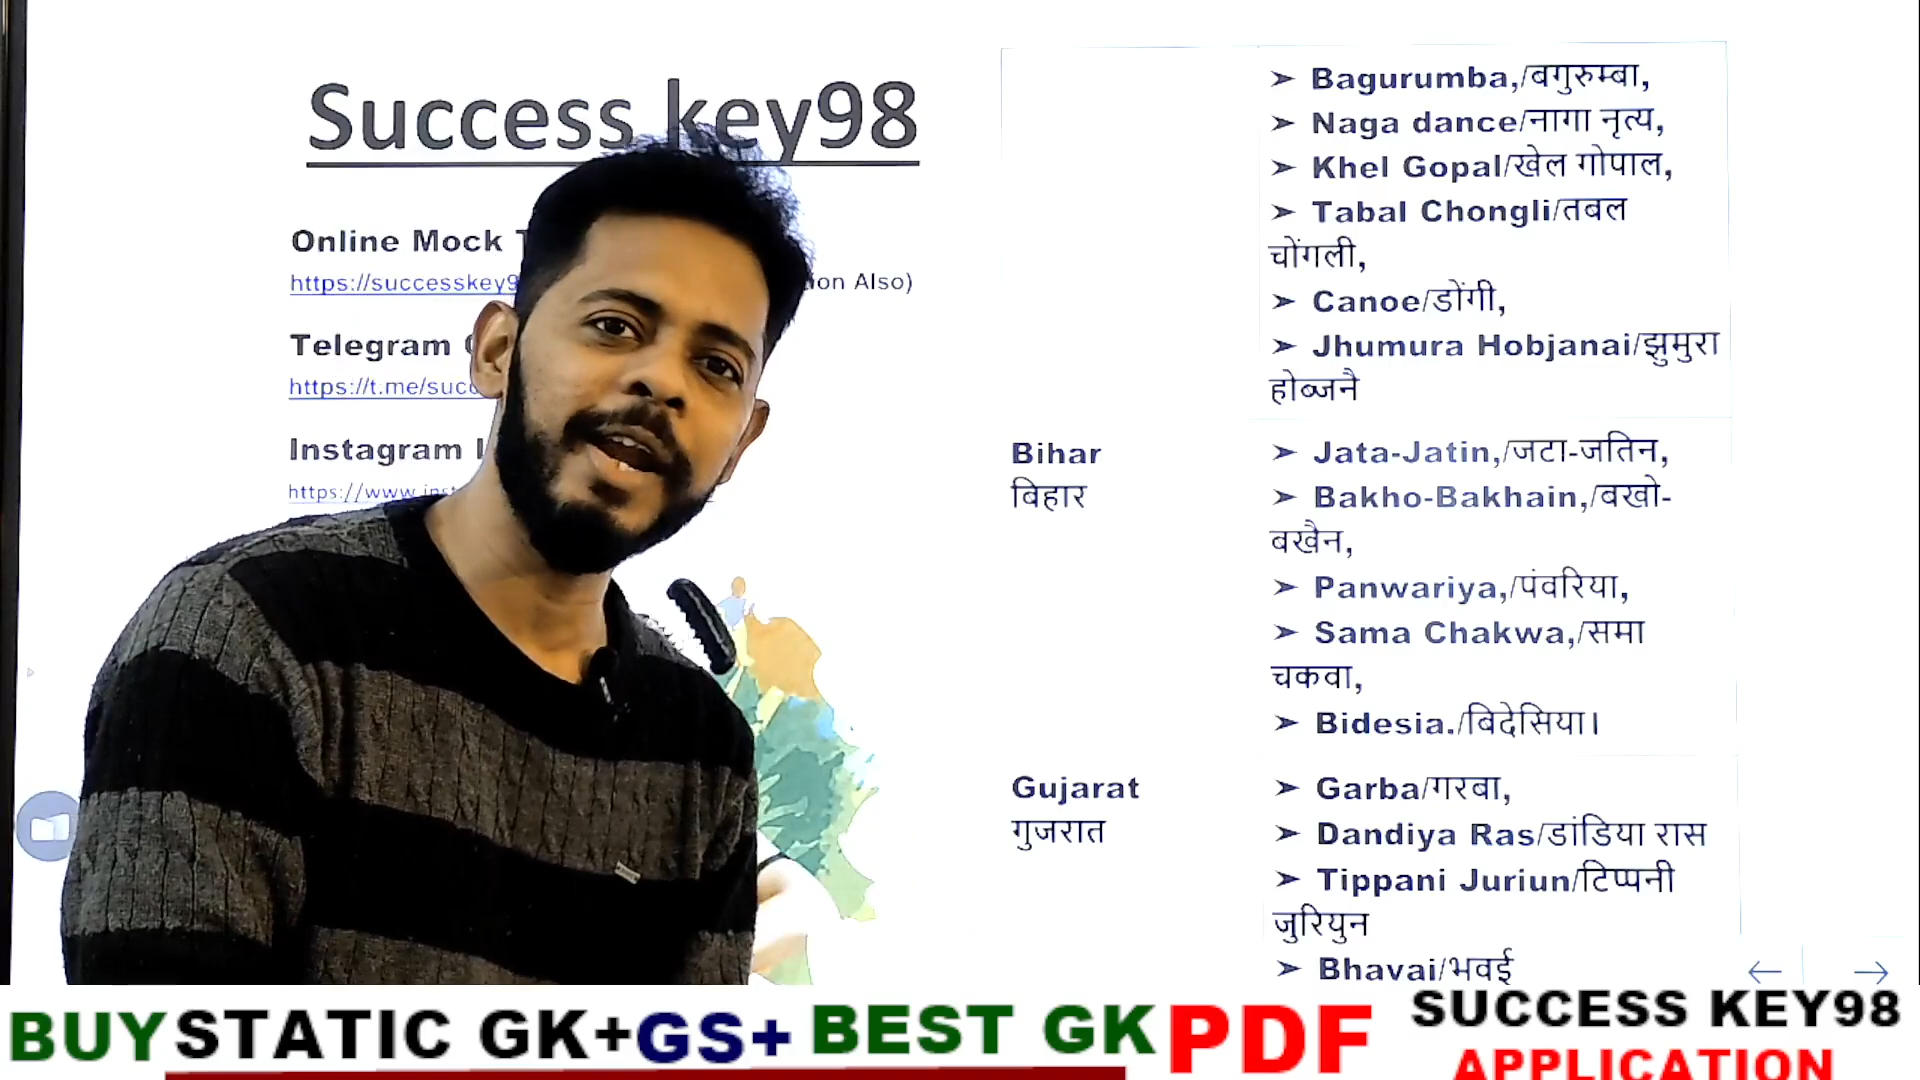 Success key98
Online Mock
https://successkey9
ion Also)
Telegram
https://t.me/succ
Instagram
https://www.inst
➢ Bagurumba,/बगुरुम्बा,
➢ Naga dance/नागा नृत्य,
➢ Khel Gopal/खेल गोपाल,
➢ Tabal Chongli/तबल
चोंगली,
➢ Canoe/डोंगी,
➢ Jhumura Hobjanai/झुमुरा
होब्जनै
Bihar
बिहार
➢ Jata-Jatin,/जटा-जतिन,
➢ Bakho-Bakhain,/बखो-
बखैन,
➢ Panwariya,/पंवरिया,
➢ Sama Chakwa,/समा
चकवा,
➢ Bidesia./बिदेसिया।
Gujarat
गुजरात
➢ Garba/गरबा,
➢ Dandiya Ras/डांडिया रास
➢ Tippani Juriun/टिप्पनी
जुरियुन
➢ Bhavai/भवई
BUY STATIC GK+GS+ BEST GK PDF
SUCCESS KEY98
APPLICATION